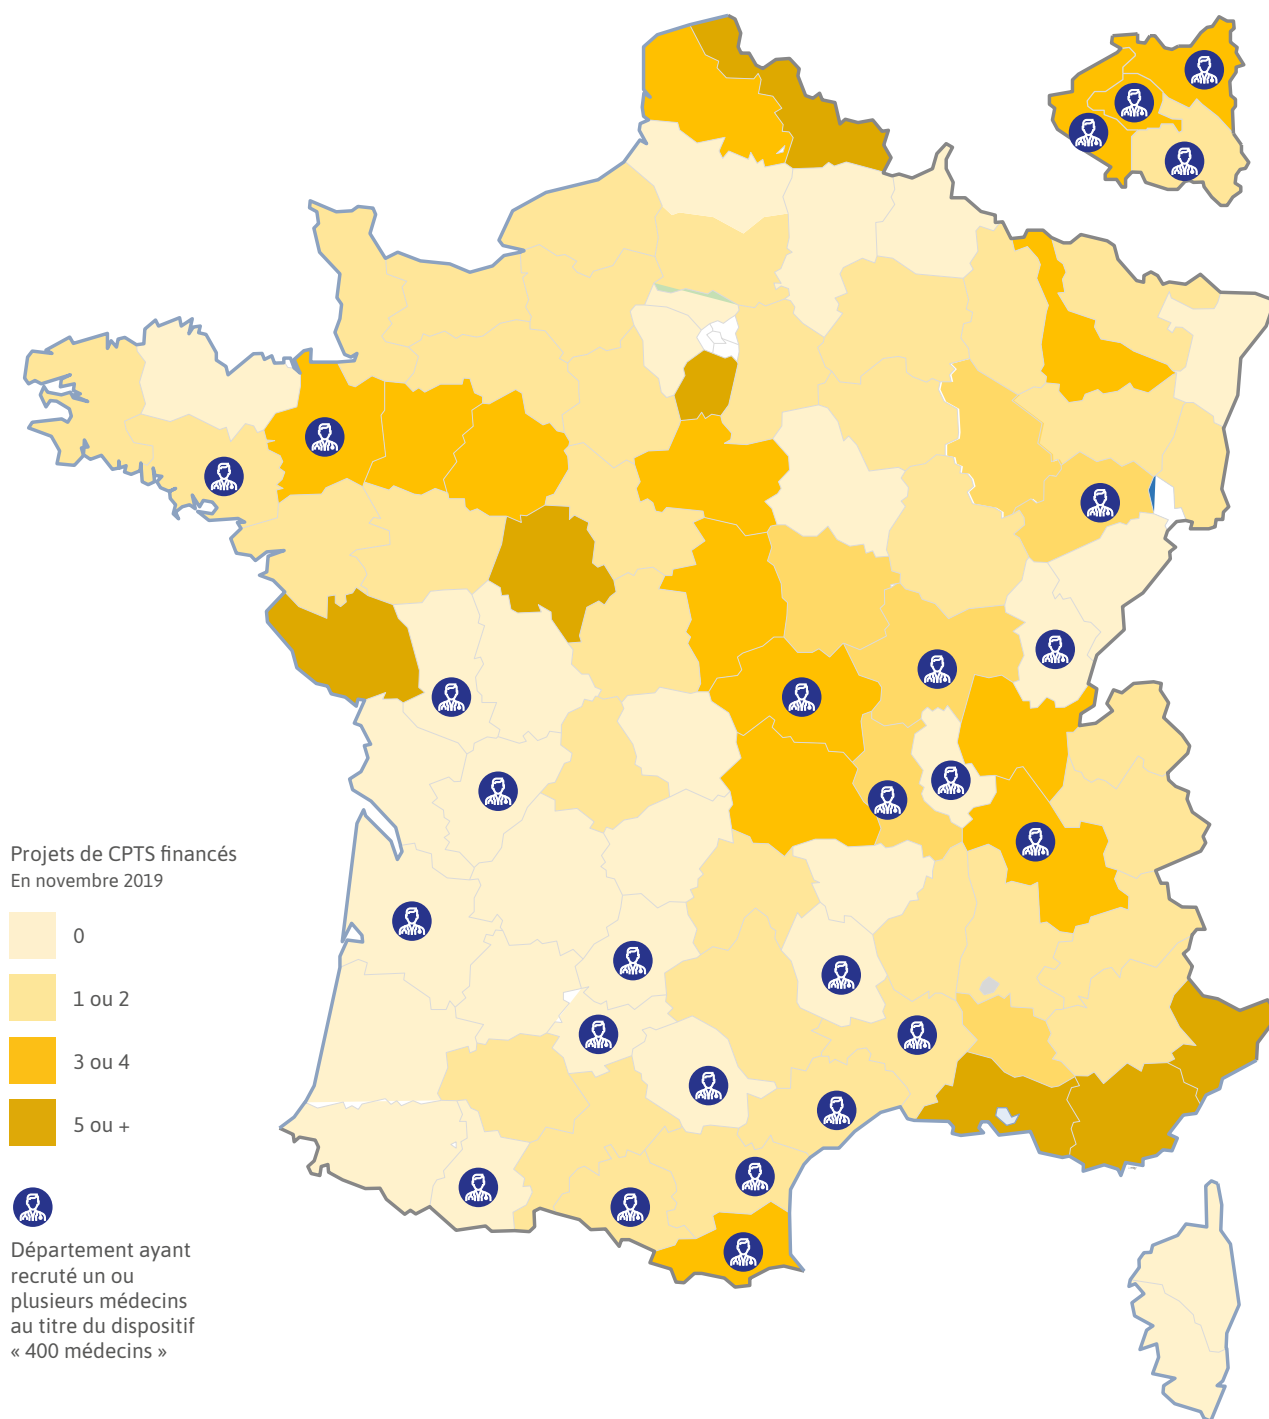 Projets de CPTS financés
En novembre 2019
0
1 ou 2
3 ou 4
5 ou +
Département ayant
recruté un ou
plusieurs médecins
au titre du dispositif
« 400 médecins »